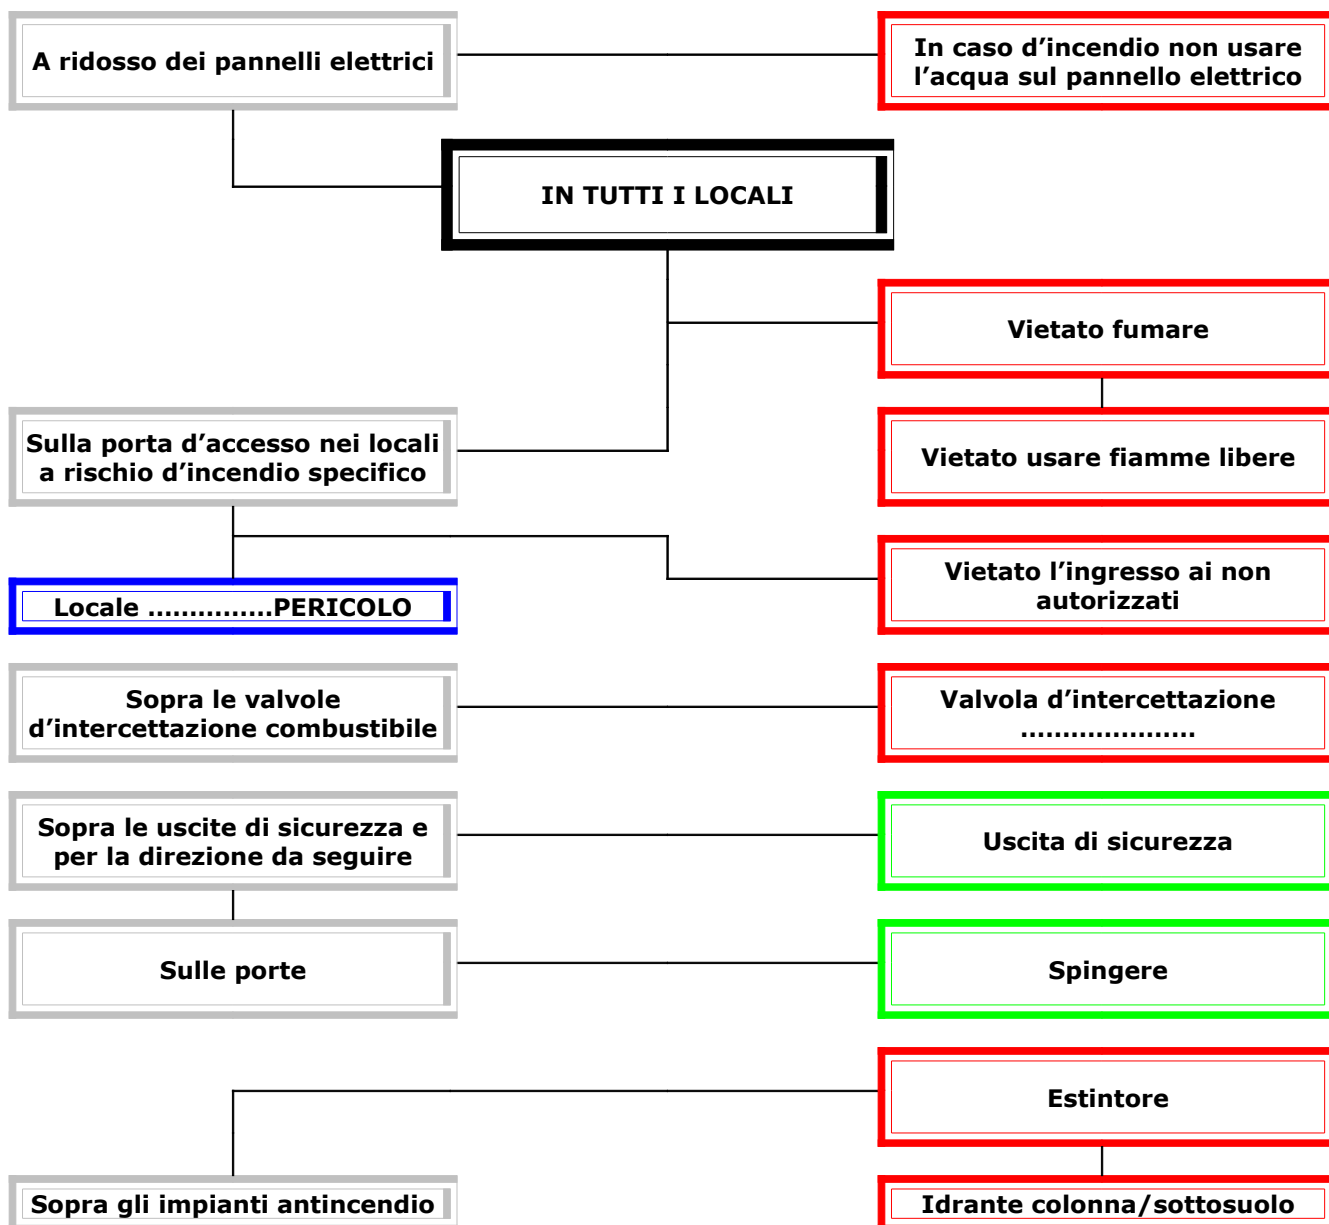 A ridosso dei pannelli elettrici
In caso d’incendio non usare
l’acqua sul pannello elettrico
IN TUTTI I LOCALI
Vietato fumare
Sulla porta d’accesso nei locali
a rischio d’incendio specifico
Vietato usare fiamme libere
Vietato l’ingresso ai non
autorizzati
Locale ...............PERICOLO
Sopra le valvole
d’intercettazione combustibile
Valvola d’intercettazione
.....................
Sopra le uscite di sicurezza e
per la direzione da seguire
Uscita di sicurezza
Sulle porte
Spingere
Estintore
Sopra gli impianti antincendio
Idrante colonna/sottosuolo